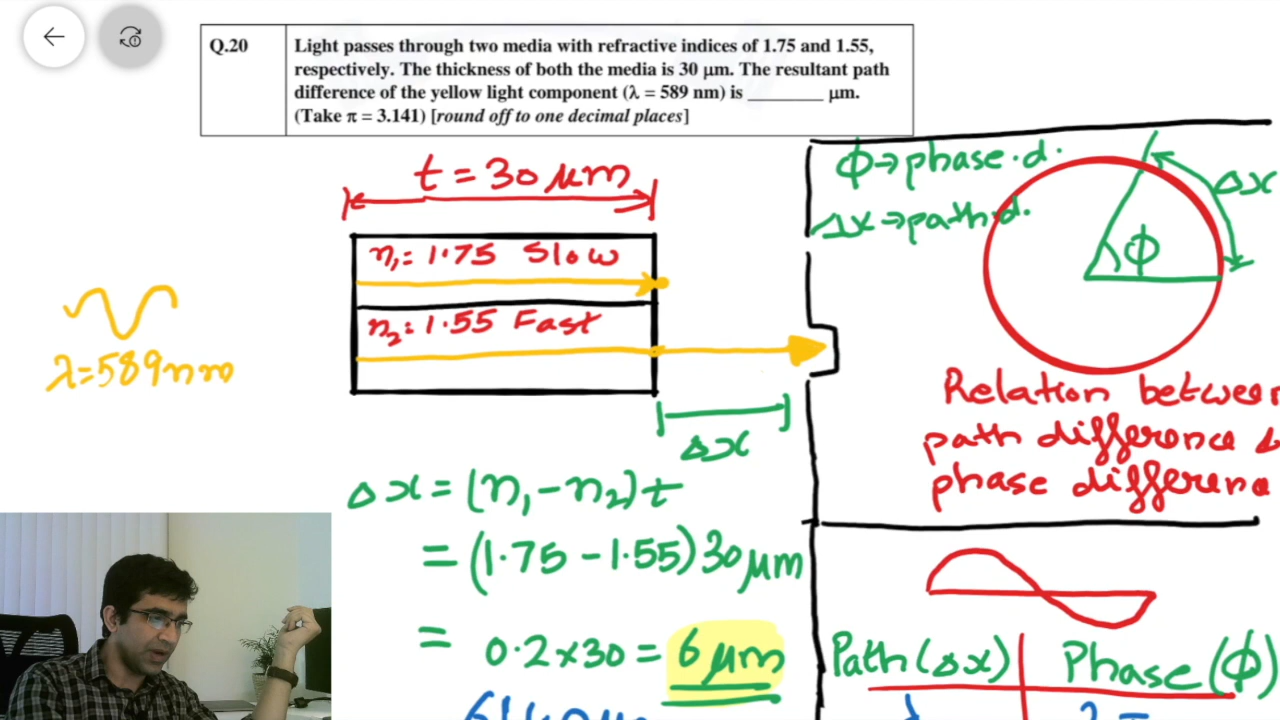 Q.20
Light passes through two media with refractive indices of 1.75 and 1.55,
respectively. The thickness of both the media is 30 μm. The resultant path
difference of the yellow light component (λ = 589 nm) is ________ μm.
(Take π = 3.141) [round off to one decimal places]
t = 30 μm
n₁ = 1.75 Slow
n₂ = 1.55 Fast
λ = 589 nm
Δx
Δx = (n₁ - n₂)t
= (1.75 - 1.55) 30 μm
= 0.2 x 30 = 6 μm
φ → phase.d.
Δx → path.d.
Δx
φ
Relation between
path difference &
phase differen
Path (Δx) Phase (φ)